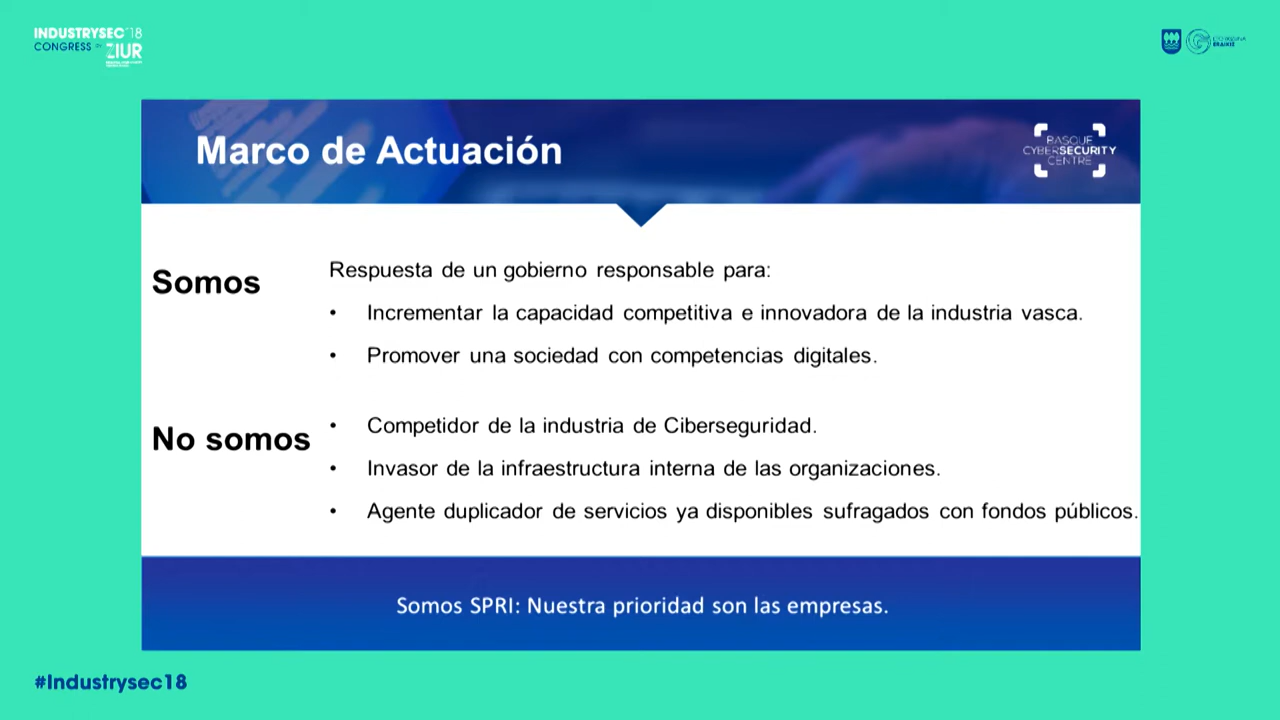 INDUSTRYSEC'18
CONGRESS BY ZIUR
Marco de Actuación
BASQUE
CYBERSECURITY
CENTRE
Somos
Respuesta de un gobierno responsable para:
• Incrementar la capacidad competitiva e innovadora de la industria vasca.
• Promover una sociedad con competencias digitales.
No somos
• Competidor de la industria de Ciberseguridad.
• Invasor de la infraestructura interna de las organizaciones.
• Agente duplicador de servicios ya disponibles sufragados con fondos públicos.
Somos SPRI: Nuestra prioridad son las empresas.
#Industrysec18